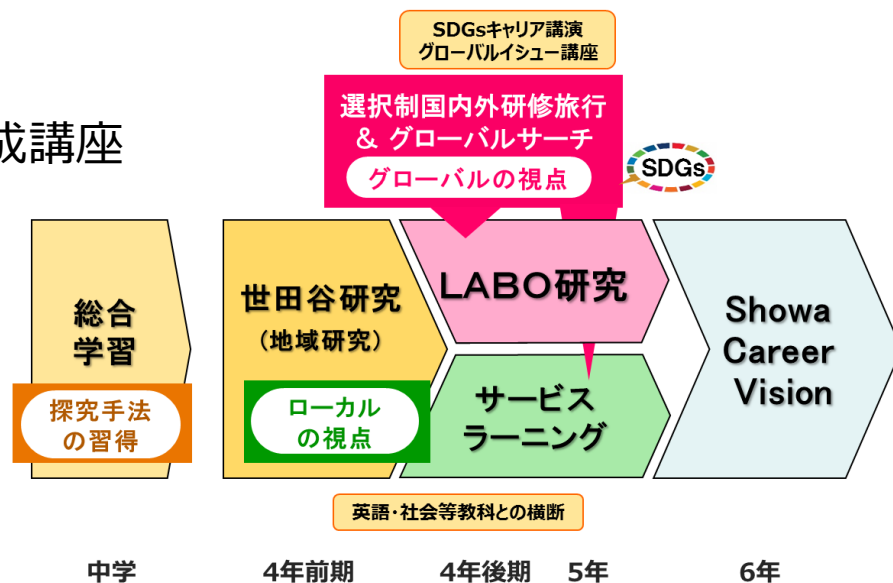 SDGsキャリア講演
グローバルイシュー講座
成講座
選択制国内外研修旅行
& グローバルサーチ
グローバルの視点
SDGs
総合
学習
探究手法
の習得
世田谷研究
(地域研究)
ローカル
の視点
LABO研究
サービス
ラーニング
Showa
Career
Vision
英語・社会等教科との横断
中学
4年前期
4年後期
5年
6年